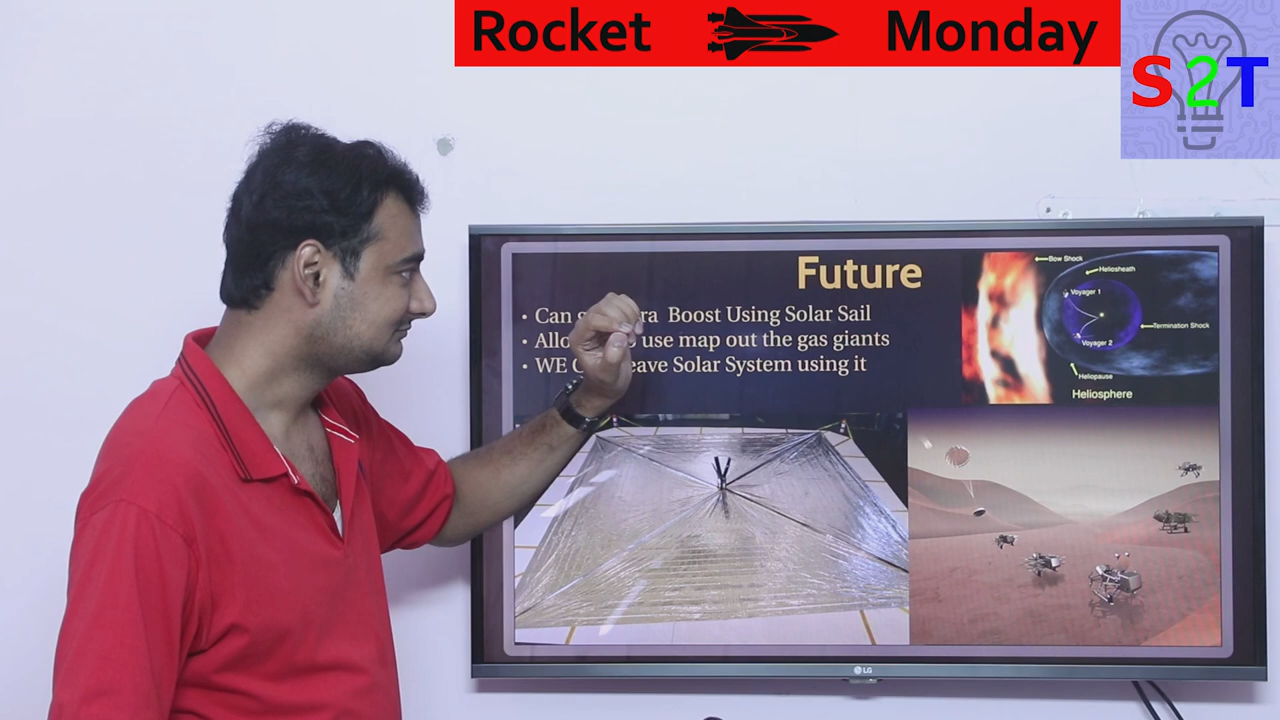 Rocket Monday
S2T
Future
• Can ra Boost Using Solar Sail
• Allo use map out the gas giants
• WE eave Solar System using it
Bow Shock
Heliosheath
Voyager 1
Termination Shock
Voyager 2
Heliopause
Heliosphere
LG